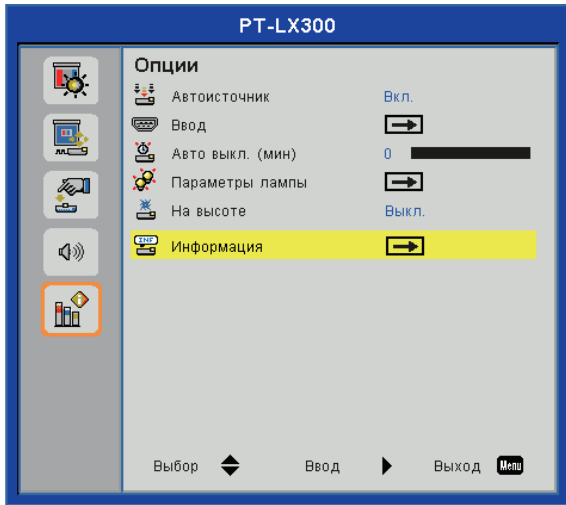 PT-LX300
Опции
Автоисточник Вкл.
Ввод
Авто выкл. (мин) 0
Параметры лампы
На высоте Выкл.
INF Информация
Выбор Ввод Выход Menu